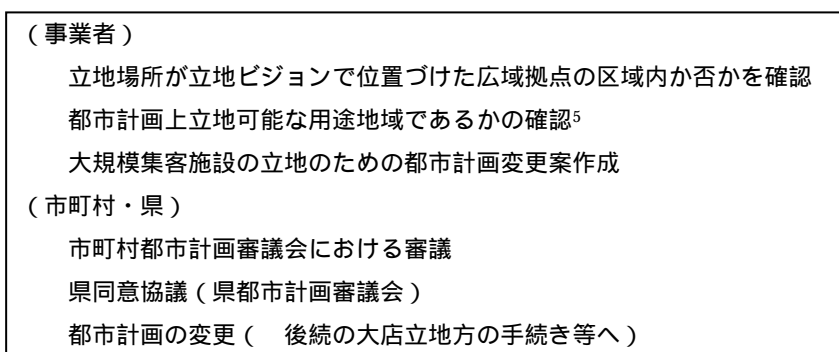 （事業者）
立地場所が立地ビジョンで位置づけた広域拠点の区域内か否かを確認
都市計画上立地可能な用途地域であるかの確認5
大規模集客施設の立地のための都市計画変更案作成
（市町村・県）
市町村都市計画審議会における審議
県同意協議（県都市計画審議会）
都市計画の変更（　後続の大店立地方の手続き等へ）